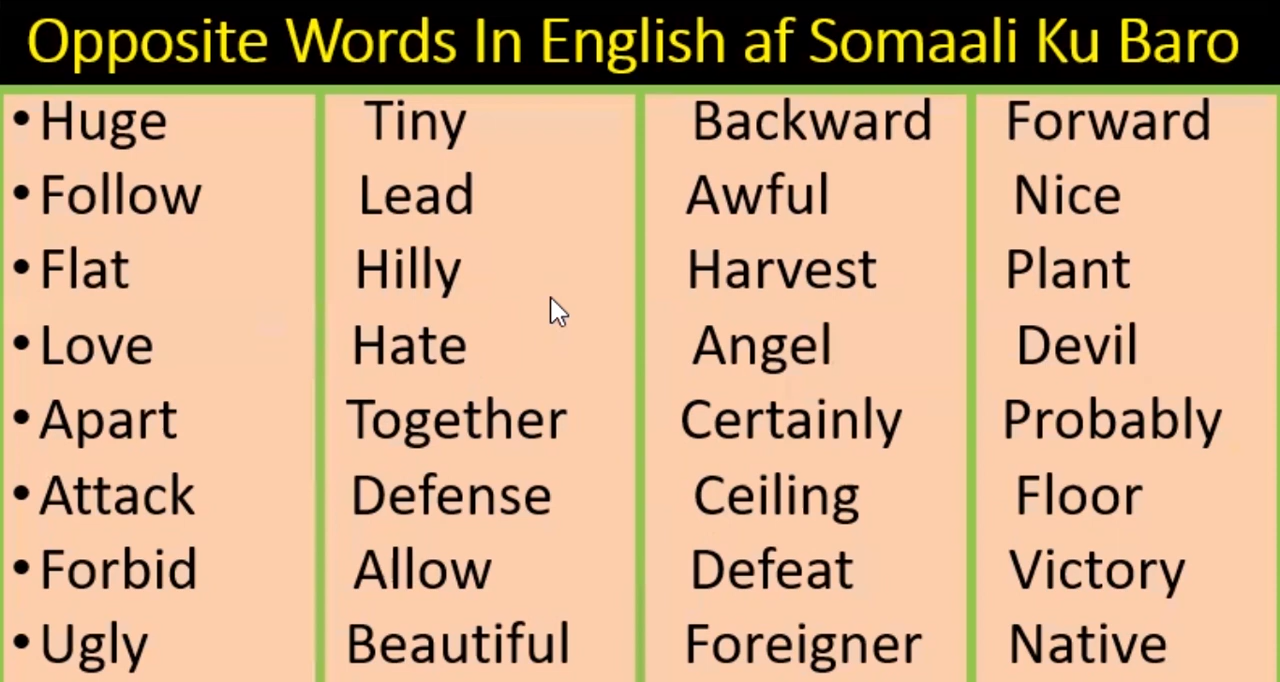 Opposite Words In English af Somaali Ku Baro
• Huge Tiny Backward Forward
• Follow Lead Awful Nice
• Flat Hilly Harvest Plant
• Love Hate Angel Devil
• Apart Together Certainly Probably
• Attack Defense Ceiling Floor
• Forbid Allow Defeat Victory
• Ugly Beautiful Foreigner Native